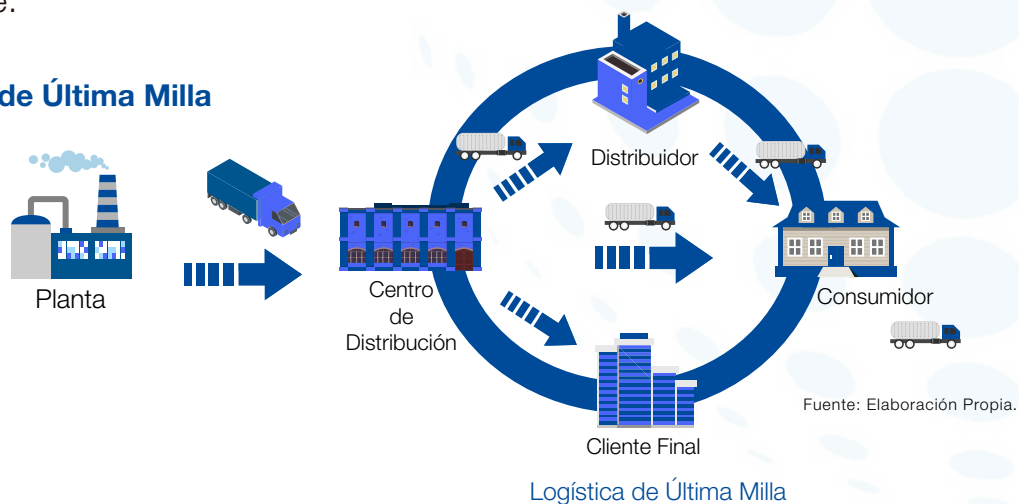 de Última Milla
Distribuidor
Planta
Centro
de
Distribución
Consumidor
Cliente Final
Fuente: Elaboración Propia.
Logística de Última Milla